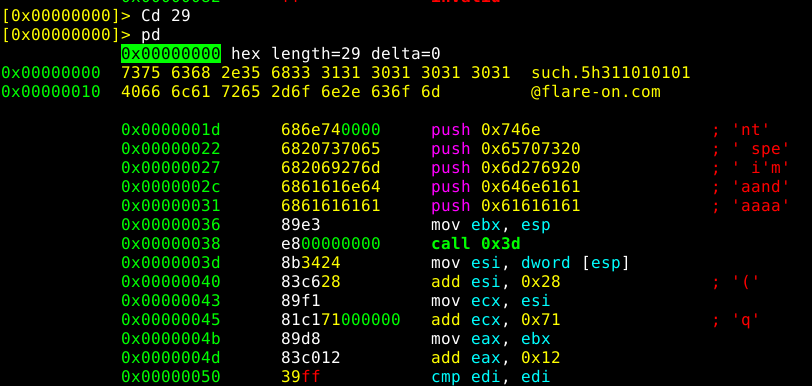 [0x00000000]> Cd 29
[0x00000000]> pd
0x00000000 hex length=29 delta=0
0x00000000 7375 6368 2e35 6833 3131 3031 3031 3031 such.5h311010101
0x00000010 4066 6c61 7265 2d6f 6e2e 636f 6d @flare-on.com
0x0000001d 686e740000 push 0x746e ; 'nt'
0x00000022 6820737065 push 0x65707320 ; ' spe'
0x00000027 682069276d push 0x6d276920 ; ' i'm'
0x0000002c 6861616e64 push 0x646e6161 ; 'aand'
0x00000031 6861616161 push 0x61616161 ; 'aaaa'
0x00000036 89e3 mov ebx, esp
0x00000038 e800000000 call 0x3d
0x0000003d 8b3424 mov esi, dword [esp]
0x00000040 83c628 add esi, 0x28 ; '('
0x00000043 89f1 mov ecx, esi
0x00000045 81c171000000 add ecx, 0x71 ; 'q'
0x0000004b 89d8 mov eax, ebx
0x0000004d 83c012 add eax, 0x12
0x00000050 39ff cmp edi, edi